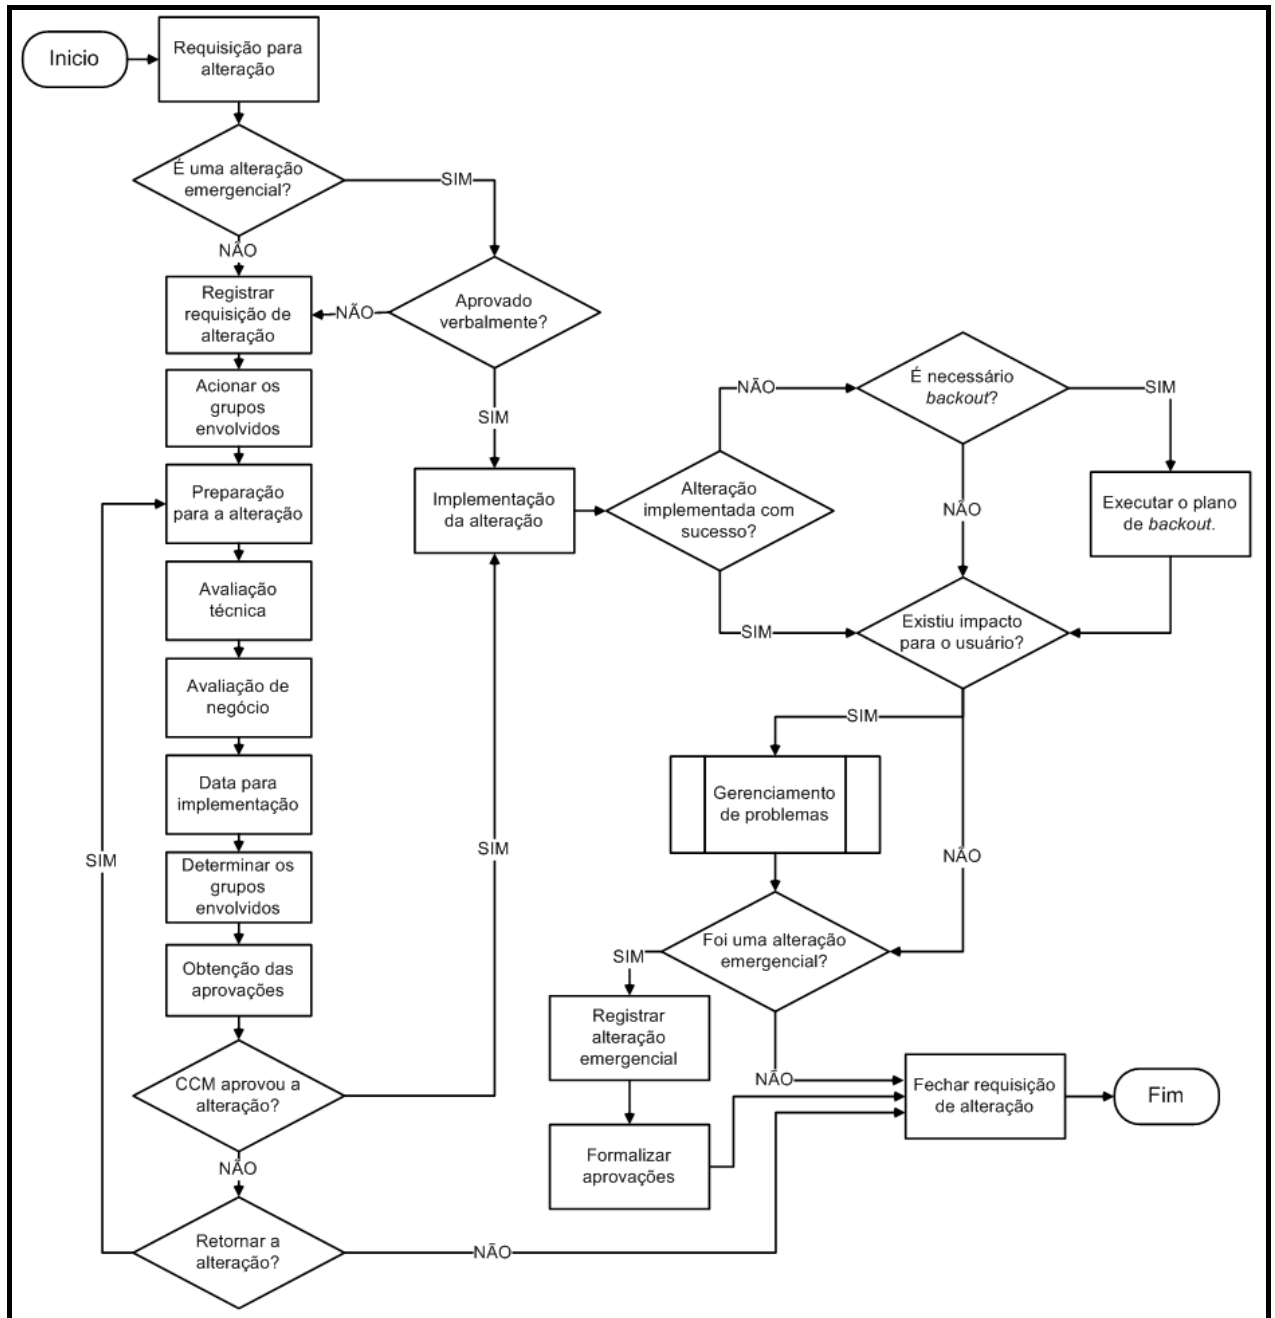 Inicio
Requisição para
alteração
É uma alteração
emergencial?
SIM
NÃO
Registrar
requisição de
alteração
NÃO
Aprovado
verbalmente?
SIM
Acionar os
grupos
envolvidos
Preparação
para a alteração
Avaliação
técnica
Avaliação de
negócio
Data para
implementação
Determinar os
grupos
envolvidos
Obtenção das
aprovações
CCM aprovou a
alteração?
SIM
NÃO
Retornar a
alteração?
SIM
NÃO
Implementação
da alteração
Alteração
implementada com
sucesso?
NÃO
SIM
É necessário
backout?
SIM
NÃO
Executar o plano
de backout.
Existiu impacto
para o usuário?
SIM
NÃO
Gerenciamento
de problemas
Foi uma alteração
emergencial?
SIM
NÃO
Registrar
alteração
emergencial
Formalizar
aprovações
Fechar requisição
de alteração
Fim